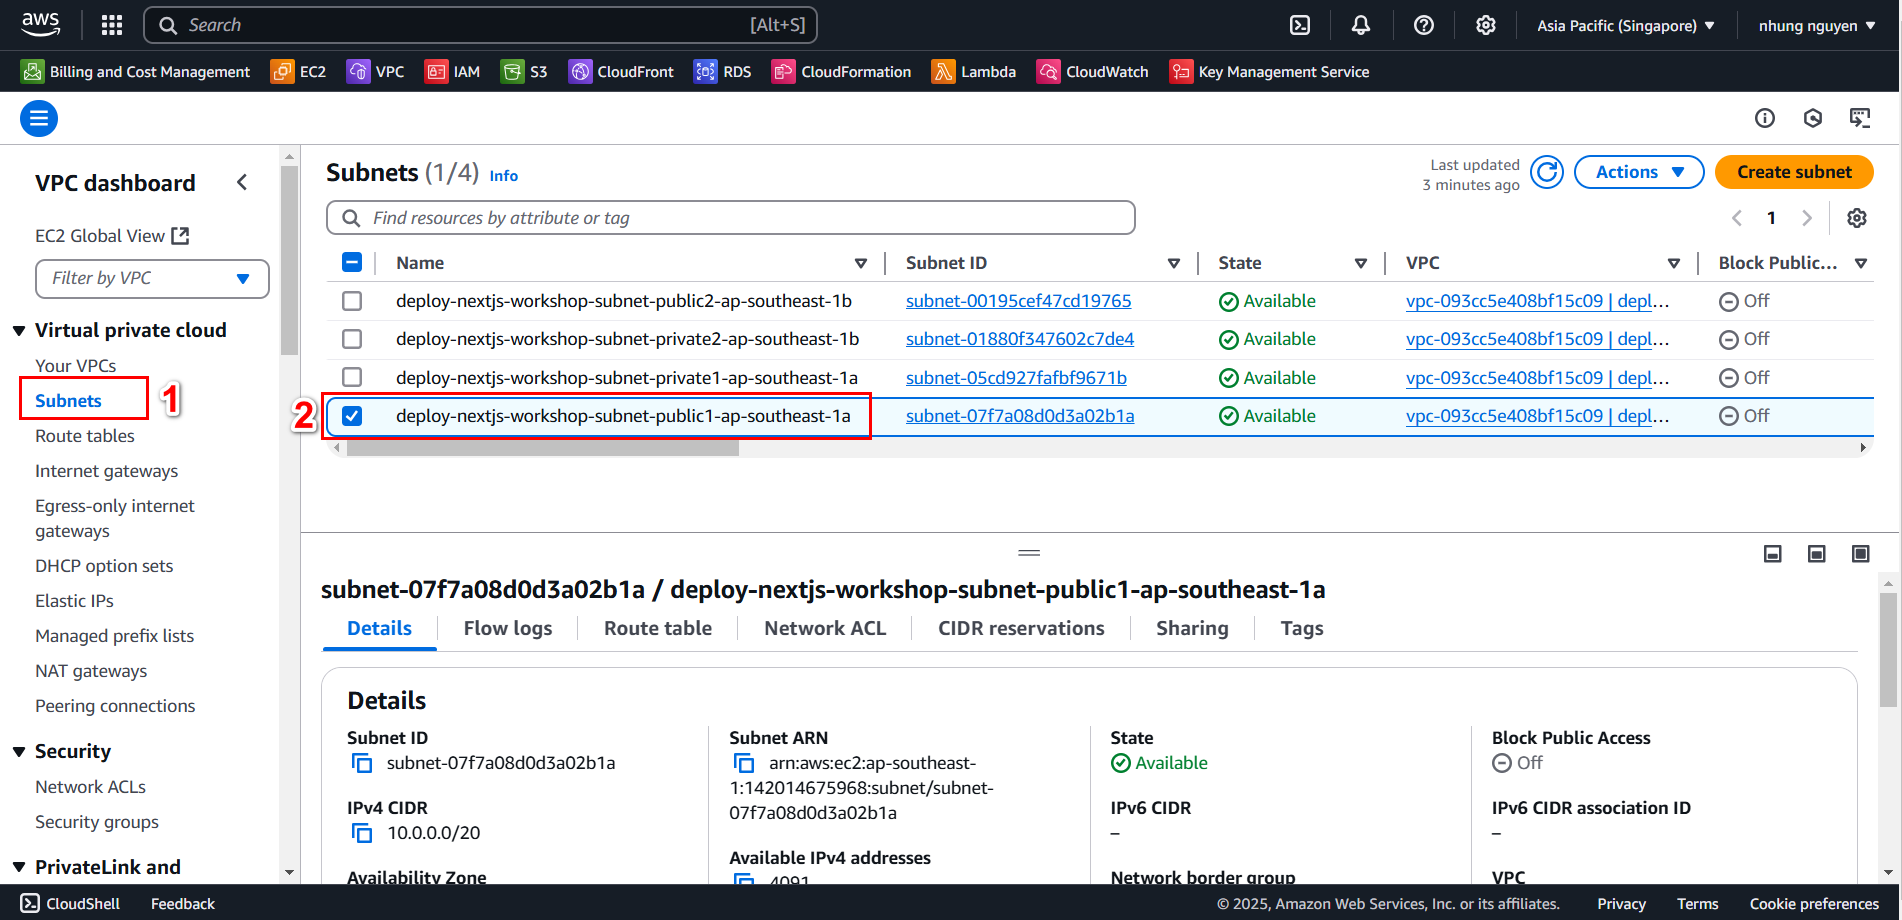 aws
Search [Alt+S]
Asia Pacific (Singapore)
nhung nguyen
Billing and Cost Management
EC2
VPC
IAM
S3
CloudFront
RDS
CloudFormation
Lambda
CloudWatch
Key Management Service
VPC dashboard
EC2 Global View
Filter by VPC
Virtual private cloud
Your VPCs
Subnets
1
Route tables
Internet gateways
Egress-only internet
gateways
DHCP option sets
Elastic IPs
Managed prefix lists
NAT gateways
Peering connections
Security
Network ACLs
Security groups
PrivateLink and
Subnets (1/4) Info
Last updated
3 minutes ago
Actions
Create subnet
Find resources by attribute or tag
1
Name Subnet ID State VPC Block Public...
deploy-nextjs-workshop-subnet-public2-ap-southeast-1b subnet-00195cef47cd19765 Available vpc-093cc5e408bf15c09 | depl... Off
deploy-nextjs-workshop-subnet-private2-ap-southeast-1b subnet-01880f347602c7de4 Available vpc-093cc5e408bf15c09 | depl... Off
deploy-nextjs-workshop-subnet-private1-ap-southeast-1a subnet-05cd927fafbf9671b Available vpc-093cc5e408bf15c09 | depl... Off
2
deploy-nextjs-workshop-subnet-public1-ap-southeast-1a subnet-07f7a08d0d3a02b1a Available vpc-093cc5e408bf15c09 | depl... Off
subnet-07f7a08d0d3a02b1a / deploy-nextjs-workshop-subnet-public1-ap-southeast-1a
Details Flow logs Route table Network ACL CIDR reservations Sharing Tags
Details
Subnet ID
subnet-07f7a08d0d3a02b1a
IPv4 CIDR
10.0.0.0/20
Availability Zone
Subnet ARN
arn:aws:ec2:ap-southeast-
1:142014675968:subnet/subnet-
07f7a08d0d3a02b1a
Available IPv4 addresses
4091
State
Available
IPv6 CIDR
–
Network border group
Block Public Access
Off
IPv6 CIDR association ID
–
VPC
CloudShell Feedback © 2025, Amazon Web Services, Inc. or its affiliates. Privacy Terms Cookie preferences